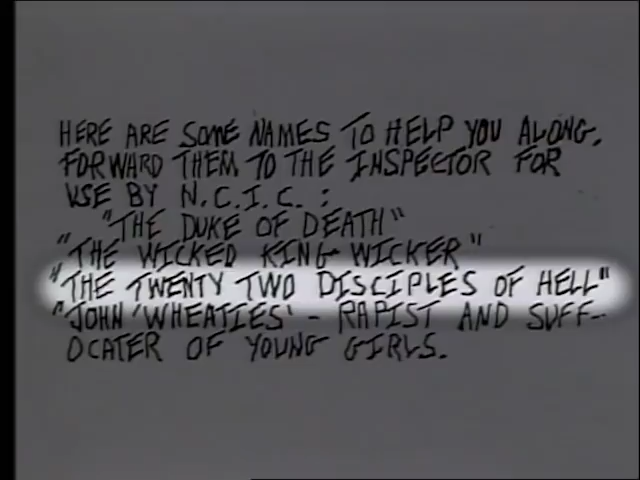 HERE ARE SOME NAMES TO HELP YOU ALONG.
FORWARD THEM TO THE INSPECTOR FOR
USE BY N.C.I.C. :
"THE DUKE OF DEATH"
"THE WICKED KING WICKER"
"THE TWENTY TWO DISCIPLES OF HELL"
"JOHN 'WHEATIES' - RAPIST AND SUFF-
OCATER OF YOUNG GIRLS.